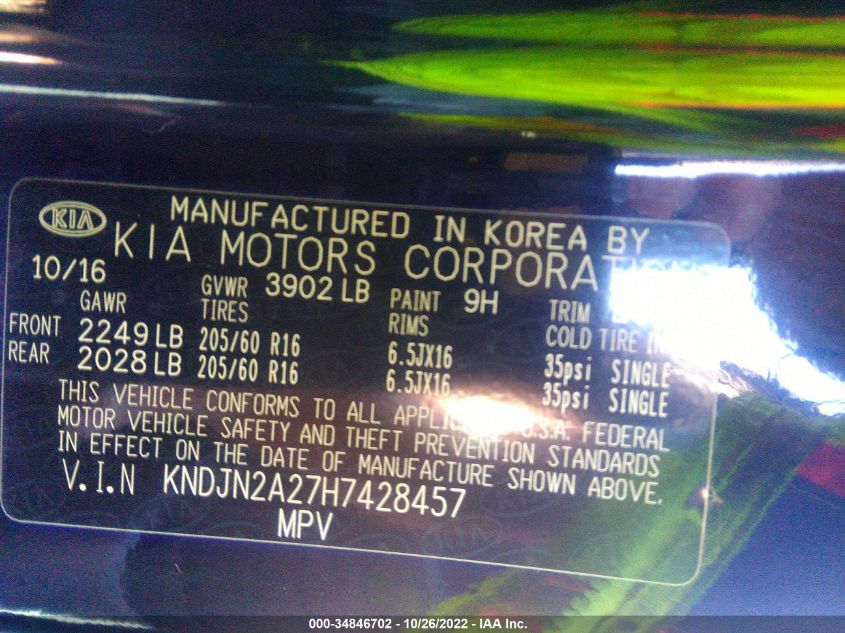 KIA
MANUFACTURED IN KOREA BY
KIA MOTORS CORPORAT
10/16 GVWR 3902 LB PAINT 9H TRIM
GAWR TIRES RIMS COLD TIRE
FRONT 2249 LB 205/60 R16 6.5JX16 35psi SINGLE
REAR 2028 LB 205/60 R16 6.5JX16 35psi SINGLE
THIS VEHICLE CONFORMS TO ALL U.S.A. FEDERAL
MOTOR VEHICLE SAFETY AND THEFT PREVENTION STANDARDS
IN EFFECT ON THE DATE OF MANUFACTURE SHOWN ABOVE.
V.I.N KNDJN2A27H7428457
MPV
000-34846702 - 10/26/2022 - IAA Inc.